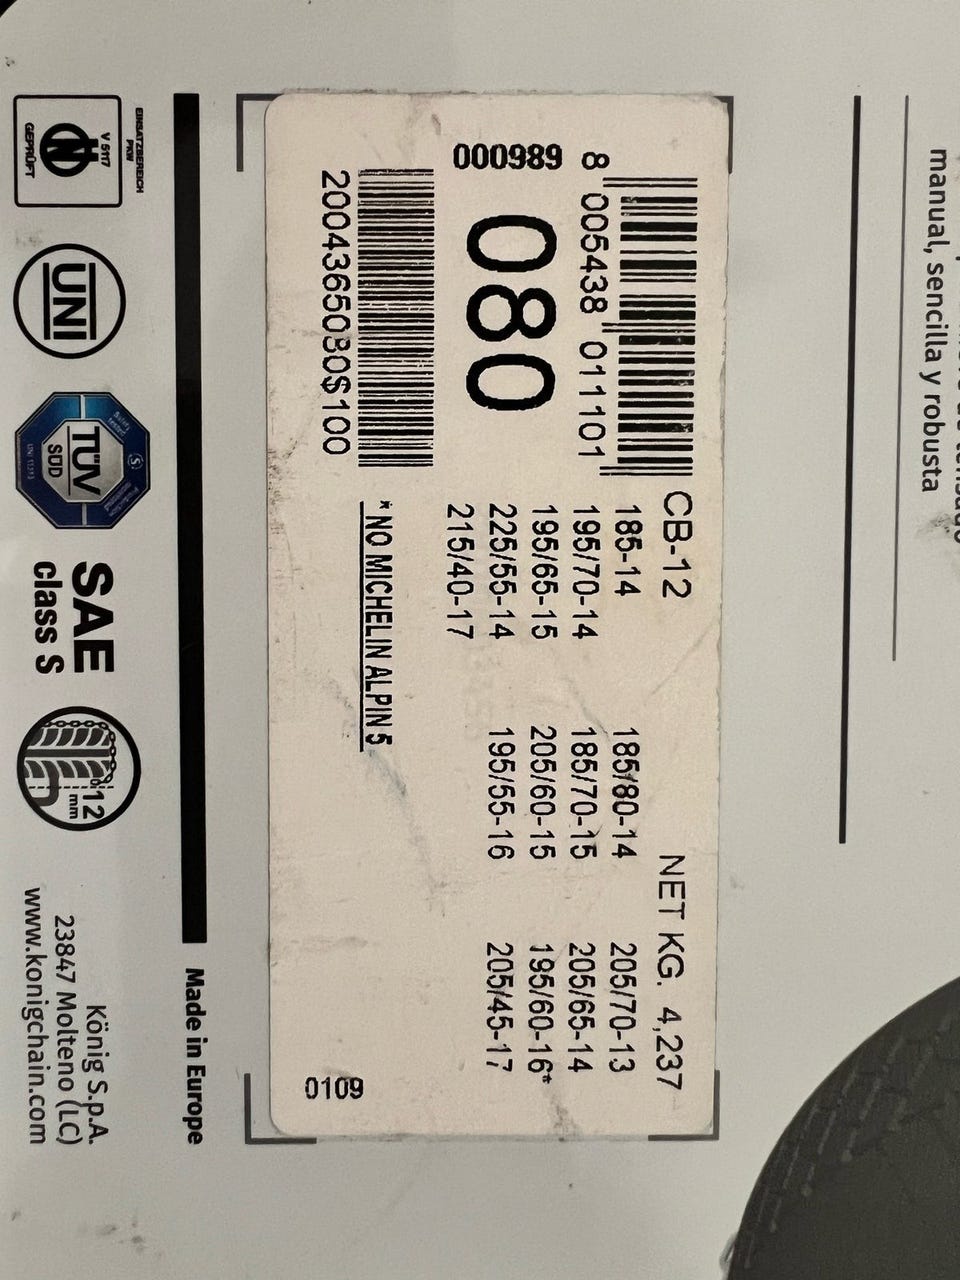 manual, sencilla y robusta
8 005438 011101
000989
080
2004365080$100
CB-12 NET KG. 4,237
185-14 185/80-14 205/70-13
195/70-14 185/70-15 205/65-14
195/65-15 205/60-15 195/60-16*
225/55-14 195/55-16 205/45-17
215/40-17
*NO MICHELIN ALPIN 5
0109
Made in Europe
EINSATZBEREICH
PKW
V 5117
GEPRÜFT
UNI
TÜV
SÜD
SAE
class S
12
mm
König S.p.A.
23847 Molteno (LC)
www.konigchain.com